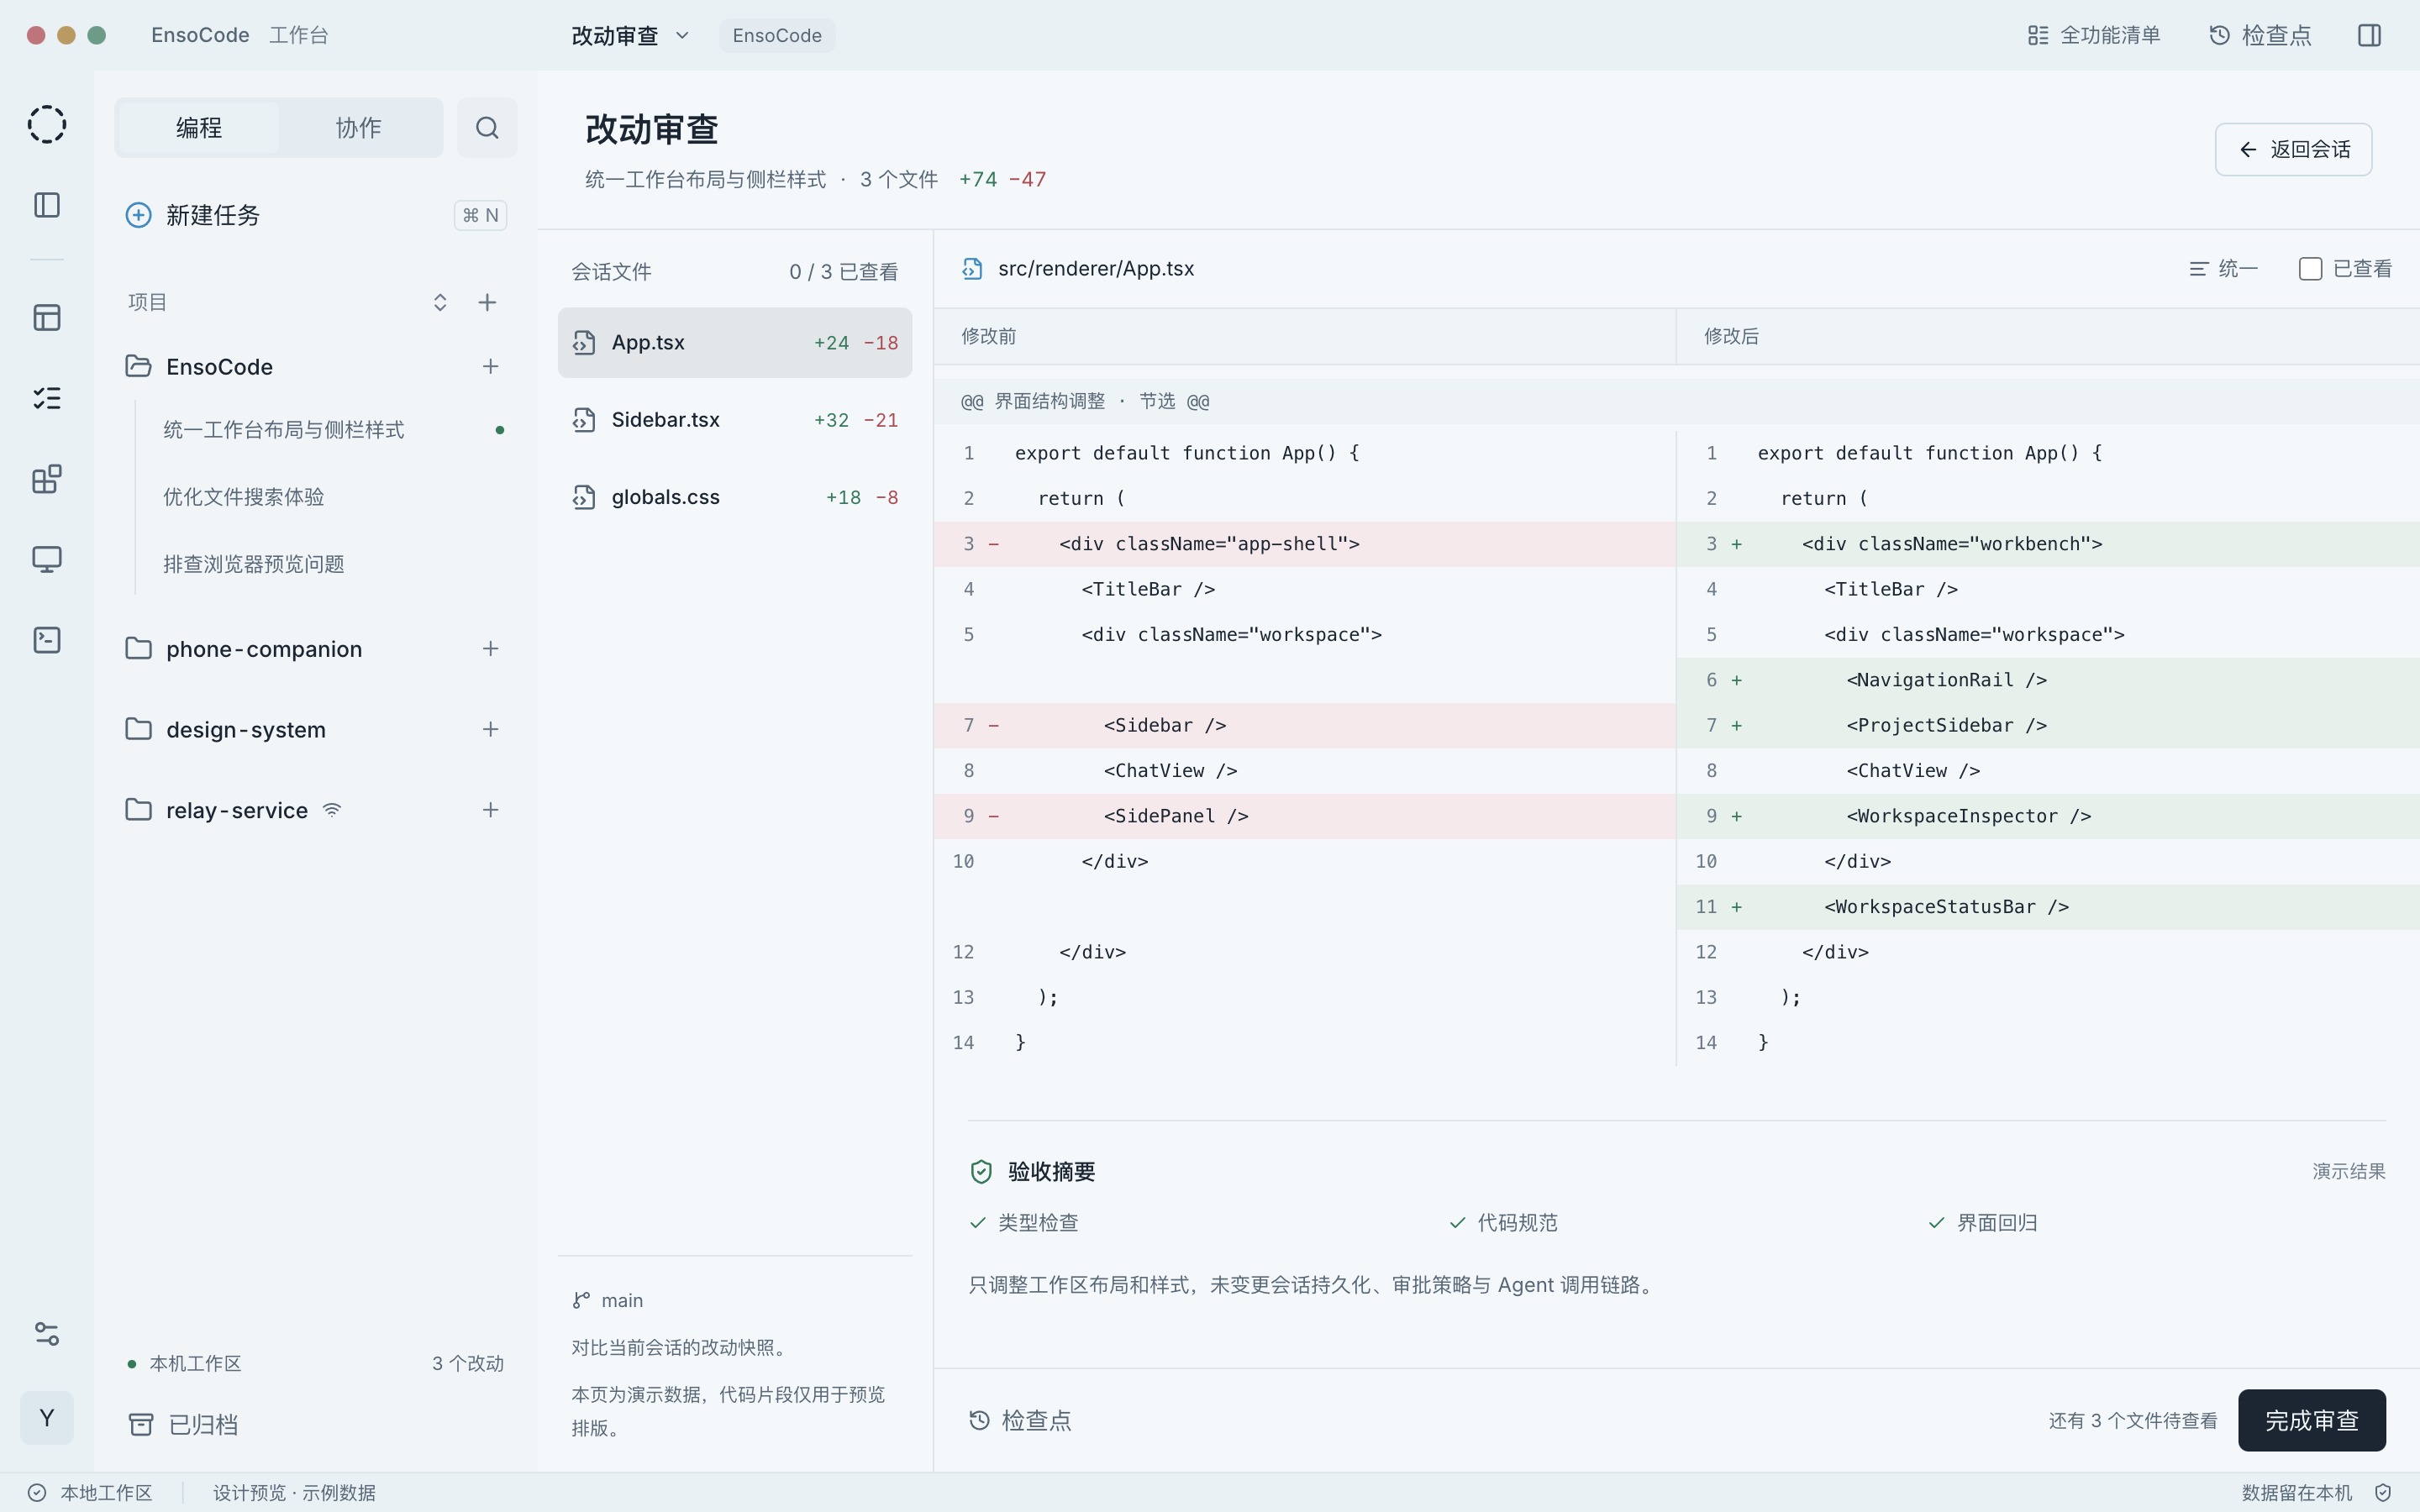 EnsoCode 工作台
改动审查
EnsoCode
全功能清单
检查点
编程
协作
新建任务
⌘ N
项目
EnsoCode
统一工作台布局与侧栏样式
优化文件搜索体验
排查浏览器预览问题
phone-companion
design-system
relay-service
本机工作区
3 个改动
已归档
Y
改动审查
统一工作台布局与侧栏样式 · 3 个文件 +74 −47
返回会话
会话文件
0 / 3 已查看
App.tsx +24 −18
Sidebar.tsx +32 −21
globals.css +18 −8
main
对比当前会话的改动快照。
本页为演示数据，代码片段仅用于预览
排版。
src/renderer/App.tsx
统一
已查看
修改前
修改后
@@ 界面结构调整 · 节选 @@
1 export default function App() {
2 return (
3 − <div className="app-shell">
4 <TitleBar />
5 <div className="workspace">
7 − <Sidebar />
8 <ChatView />
9 − <SidePanel />
10 </div>
12 </div>
13 );
14 }
1 export default function App() {
2 return (
3 + <div className="workbench">
4 <TitleBar />
5 <div className="workspace">
6 + <NavigationRail />
7 + <ProjectSidebar />
8 <ChatView />
9 + <WorkspaceInspector />
10 </div>
11 + <WorkspaceStatusBar />
12 </div>
13 );
14 }
验收摘要
演示结果
类型检查
代码规范
界面回归
只调整工作区布局和样式，未变更会话持久化、审批策略与 Agent 调用链路。
检查点
还有 3 个文件待查看
完成审查
本地工作区
设计预览 · 示例数据
数据留在本机